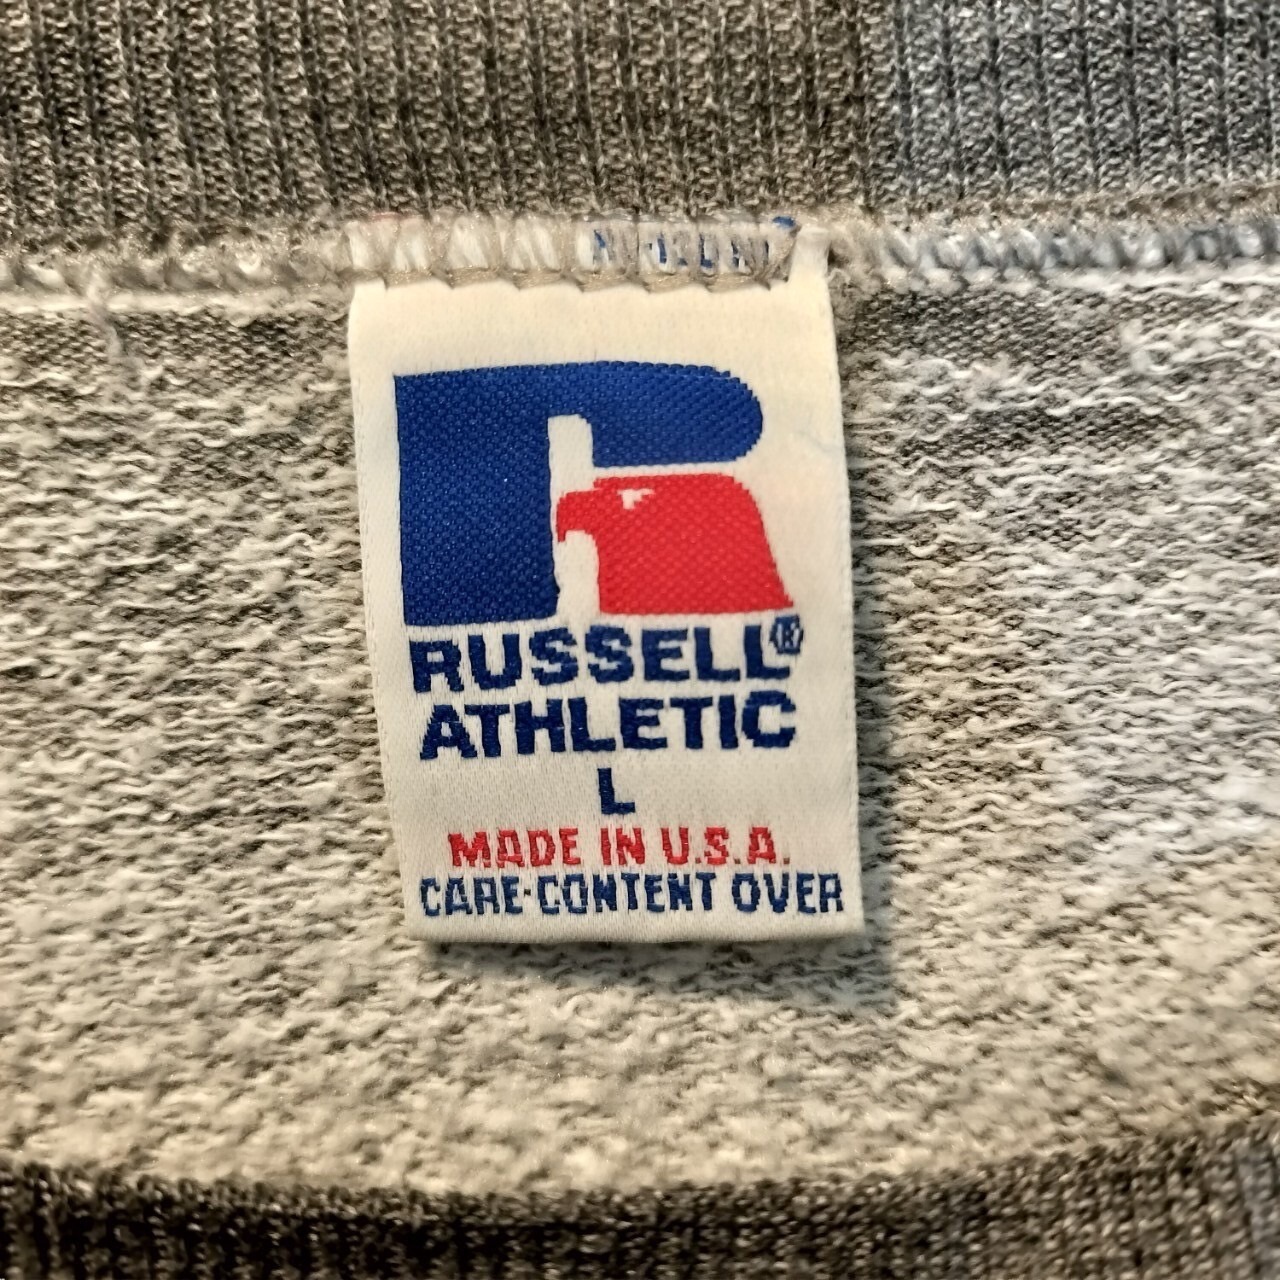 RUSSELL®
ATHLETIC
L
MADE IN U.S.A.
CARE-CONTENT OVER